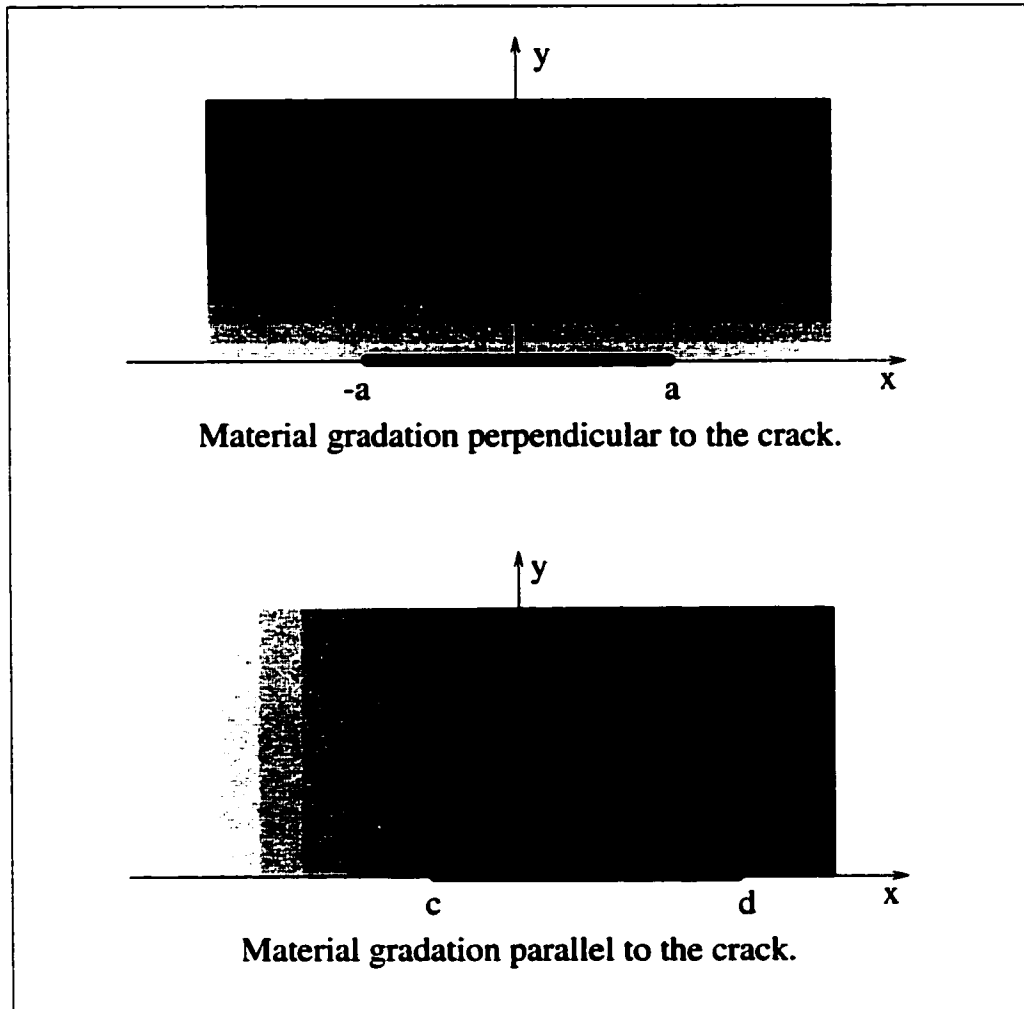 y
-a
a
x
Material gradation perpendicular to the crack.
y
c
d
x
Material gradation parallel to the crack.